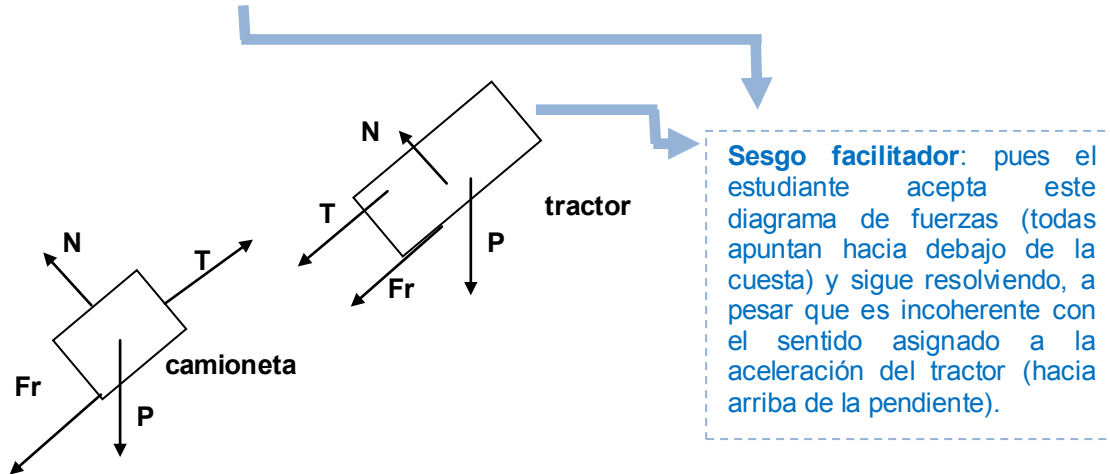 N
T
tractor
P
Fr
N
T
camioneta
Fr
P
Sesgo facilitador: pues el
estudiante acepta este
diagrama de fuerzas (todas
apuntan hacia debajo de la
cuesta) y sigue resolviendo, a
pesar que es incoherente con
el sentido asignado a la
aceleración del tractor (hacia
arriba de la pendiente).